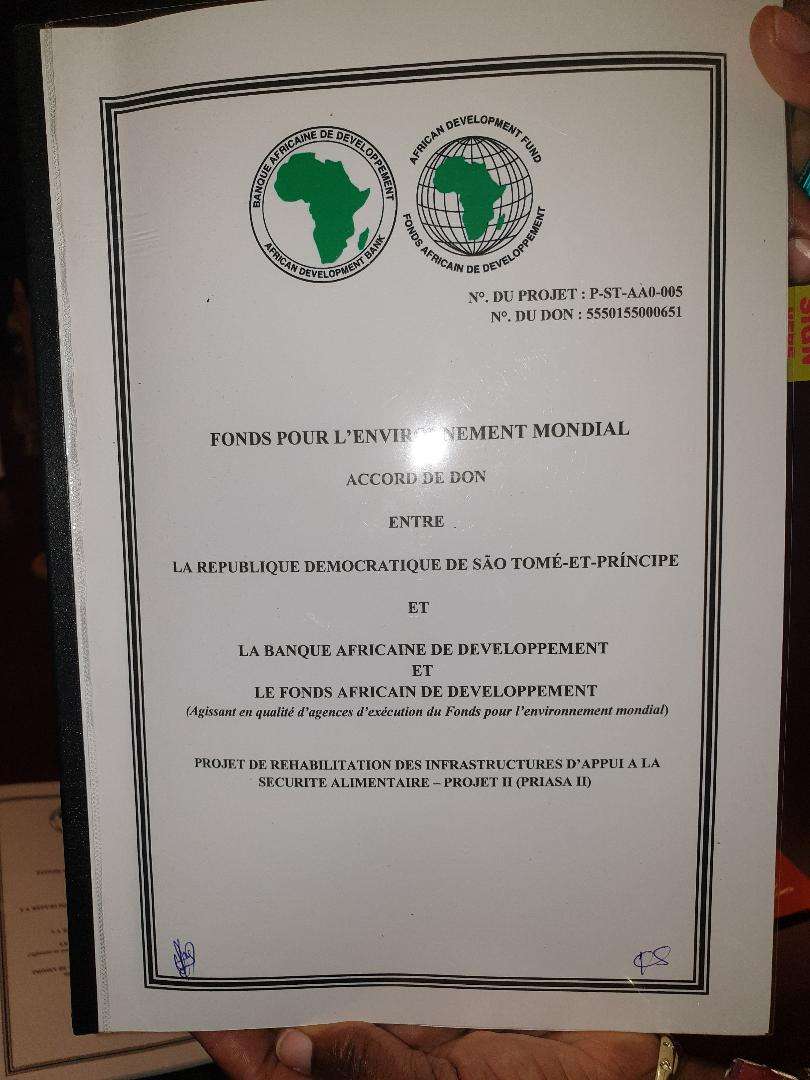 BANQUE AFRICAINE DE DEVELOPPEMENT
AFRICAN DEVELOPMENT BANK
AFRICAN DEVELOPMENT FUND
FONDS AFRICAIN DE DEVELOPPEMENT
N°. DU PROJET : P-ST-AA0-005
N°. DU DON : 5550155000651
FONDS POUR L'ENVIRONNEMENT MONDIAL
ACCORD DE DON
ENTRE
LA REPUBLIQUE DEMOCRATIQUE DE SÃO TOMÉ-ET-PRÍNCIPE
ET
LA BANQUE AFRICAINE DE DEVELOPPEMENT
ET
LE FONDS AFRICAIN DE DEVELOPPEMENT
(Agissant en qualité d'agences d'exécution du Fonds pour l'environnement mondial)
PROJET DE REHABILITATION DES INFRASTRUCTURES D'APPUI A LA
SECURITE ALIMENTAIRE – PROJET II (PRIASA II)